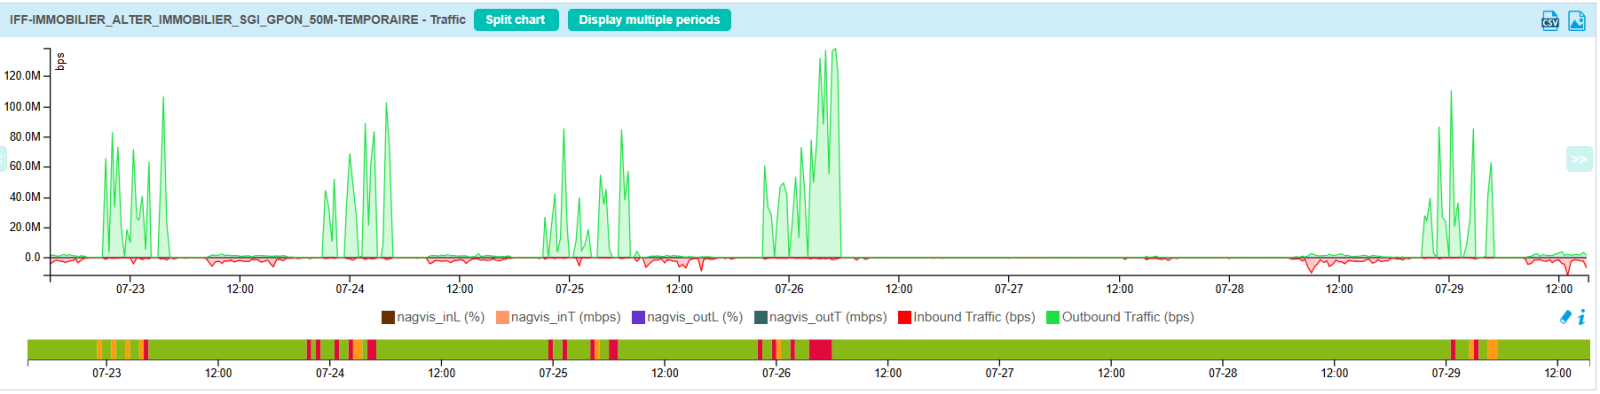 IFF-IMMOBILIER_ALTER_IMMOBILIER_SGI_GPON_50M-TEMPORAIRE - Traffic Split chart Display multiple periods CSV
bps
120.0M
100.0M
80.0M
60.0M
40.0M
20.0M
0.0
>>
07-23 12:00 07-24 12:00 07-25 12:00 07-26 12:00 07-27 12:00 07-28 12:00 07-29 12:00
nagvis_inL (%) nagvis_inT (mbps) nagvis_outL (%) nagvis_outT (mbps) Inbound Traffic (bps) Outbound Traffic (bps) i
07-23 12:00 07-24 12:00 07-25 12:00 07-26 12:00 07-27 12:00 07-28 12:00 07-29 12:00